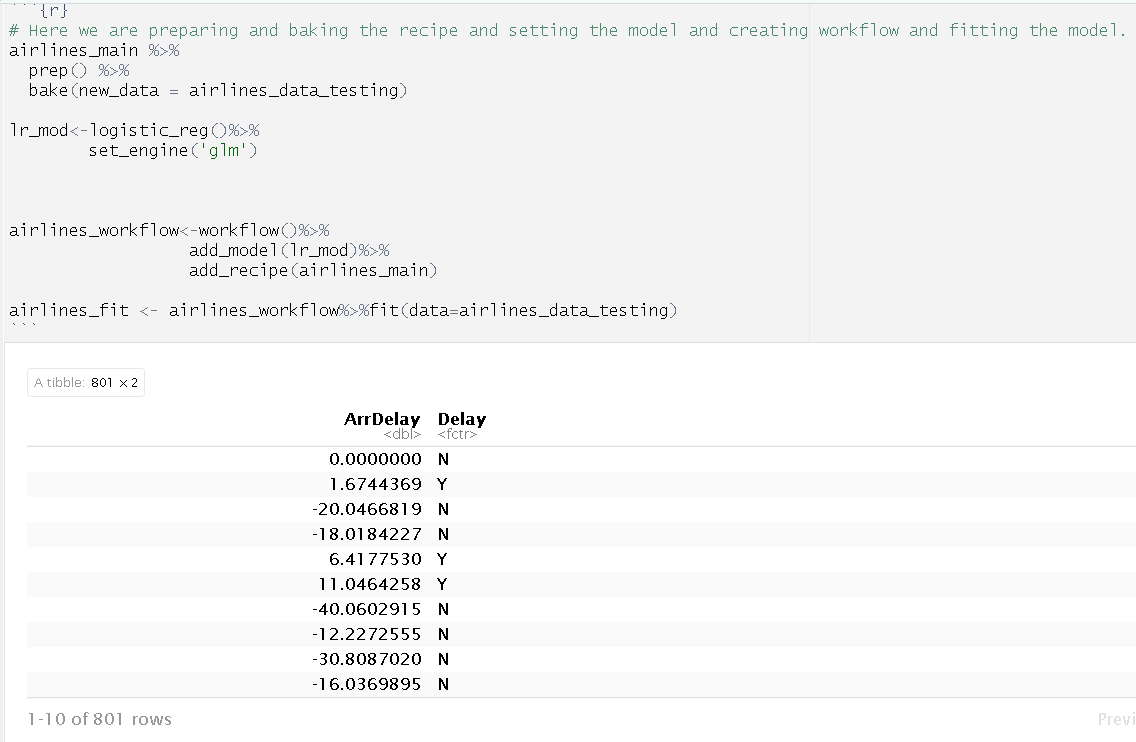 ```{r}
# Here we are preparing and baking the recipe and setting the model and creating workflow and fitting the model.
airlines_main %>%
  prep() %>%
  bake(new_data = airlines_data_testing)
lr_mod<-logistic_reg()%>%
        set_engine('glm')
airlines_workflow<-workflow()%>%
                  add_model(lr_mod)%>%
                  add_recipe(airlines_main)
airlines_fit <- airlines_workflow%>%fit(data=airlines_data_testing)
```
A tibble: 801 × 2
ArrDelay Delay
<dbl> <fctr>
0.0000000 N
1.6744369 Y
-20.0466819 N
-18.0184227 N
6.4177530 Y
11.0464258 Y
-40.0602915 N
-12.2272555 N
-30.8087020 N
-16.0369895 N
1-10 of 801 rows Previ